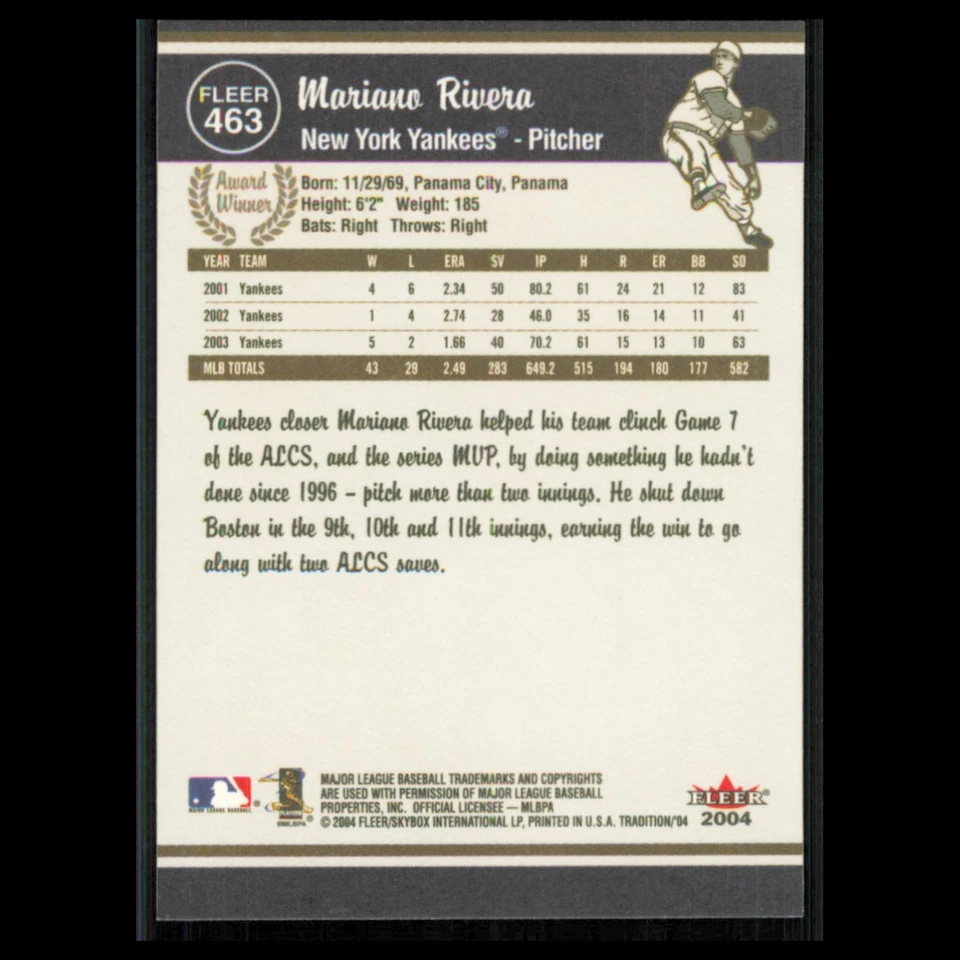 FLEER
463
Mariano Rivera
New York Yankees® - Pitcher
Award
Winner
Born: 11/29/69, Panama City, Panama
Height: 6'2" Weight: 185
Bats: Right Throws: Right
YEAR TEAM W L ERA SV IP H R ER BB SO
2001 Yankees 4 6 2.34 50 80.2 61 24 21 12 83
2002 Yankees 1 4 2.74 28 46.0 35 16 14 11 41
2003 Yankees 5 2 1.66 40 70.2 61 15 13 10 63
MLB TOTALS 43 29 2.49 283 649.2 515 194 180 177 582
Yankees closer Mariano Rivera helped his team clinch Game 7
of the ALCS, and the series MVP, by doing something he hadn't
done since 1996 – pitch more than two innings. He shut down
Boston in the 9th, 10th and 11th innings, earning the win to go
along with two ALCS saves.
MAJOR LEAGUE BASEBALL®
PLAYERS
©MLBPA
MAJOR LEAGUE BASEBALL TRADEMARKS AND COPYRIGHTS
ARE USED WITH PERMISSION OF MAJOR LEAGUE BASEBALL
PROPERTIES, INC. OFFICIAL LICENSEE — MLBPA
© 2004 FLEER/SKYBOX INTERNATIONAL LP, PRINTED IN U.S.A. TRADITION/'04
FLEER®
2004